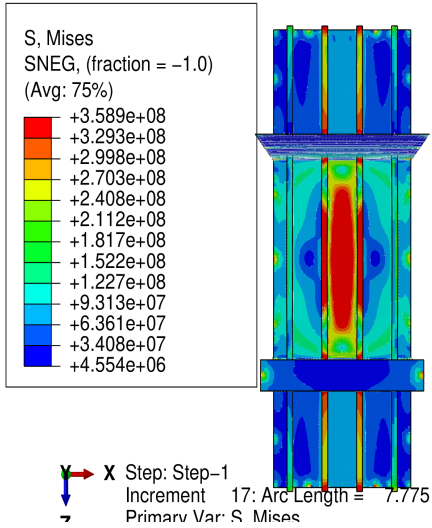 S, Mises
SNEG, (fraction = −1.0)
(Avg: 75%)
+3.589e+08
+3.293e+08
+2.998e+08
+2.703e+08
+2.408e+08
+2.112e+08
+1.817e+08
+1.522e+08
+1.227e+08
+9.313e+07
+6.361e+07
+3.408e+07
+4.554e+06
Y X Step: Step−1
Increment 17: Arc Length = 7.775
Z Primary Var: S, Mises